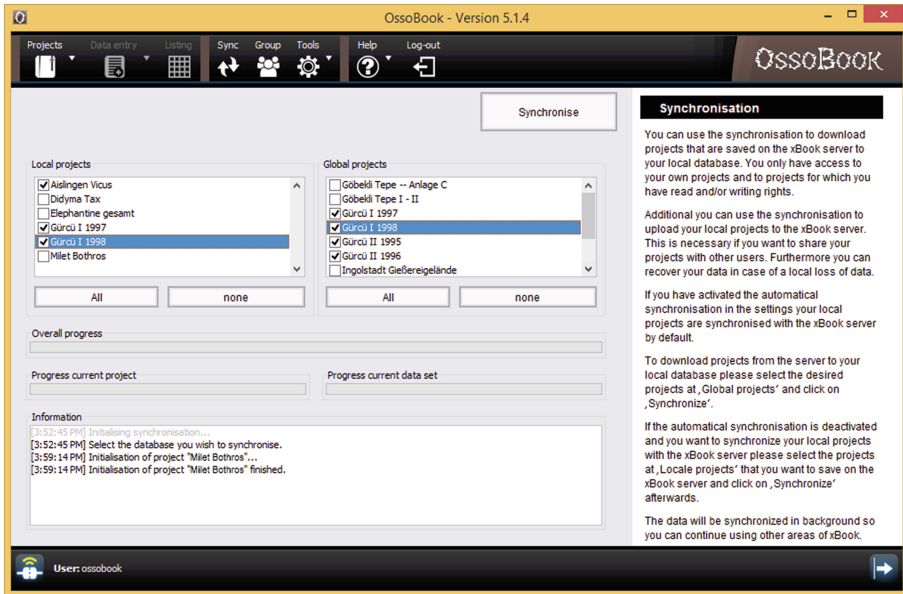 OssoBook - Version 5.1.4
Projects Data entry Listing Sync Group Tools Help Log-out
OSSOBOOK
Synchronise
Local projects
Aislingen Vicus
Didyma Tax
Elephantine gesamt
Gürcü I 1997
Gürcü I 1998
Milet Bothros
All none
Global projects
Göbekli Tepe -- Anlage C
Göbekli Tepe I - II
Gürcü I 1997
Gürcü I 1998
Gürcü II 1995
Gürcü II 1996
Ingolstadt Gießereigelände
All none
Overall progress
Progress current project Progress current data set
Information
[3:52:45 PM] Initialising synchronisation...
[3:52:45 PM] Select the database you wish to synchronise.
[3:59:14 PM] Initialisation of project "Milet Bothros"...
[3:59:14 PM] Initialisation of project "Milet Bothros" finished.
Synchronisation
You can use the synchronisation to download
projects that are saved on the xBook server to
your local database. You only have access to
your own projects and to projects for which you
have read and/or writing rights.
Additional you can use the synchronisation to
upload your local projects to the xBook server.
This is necessary if you want to share your
projects with other users. Furthermore you can
recover your data in case of a local loss of data.
If you have activated the automatical
synchronisation in the settings your local
projects are synchronised with the xBook server
by default.
To download projects from the server to your
local database please select the desired
projects at ‚Global projects‘ and click on
‚Synchronize‘.
If the automatical synchronisation is deactivated
and you want to synchronize your local projects
with the xBook server please select the projects
at ‚Locale projects‘ that you want to save on the
xBook server and click on ‚Synchronize‘
afterwards.
The data will be synchronized in background so
you can continue using other areas of xBook.
User: ossobook